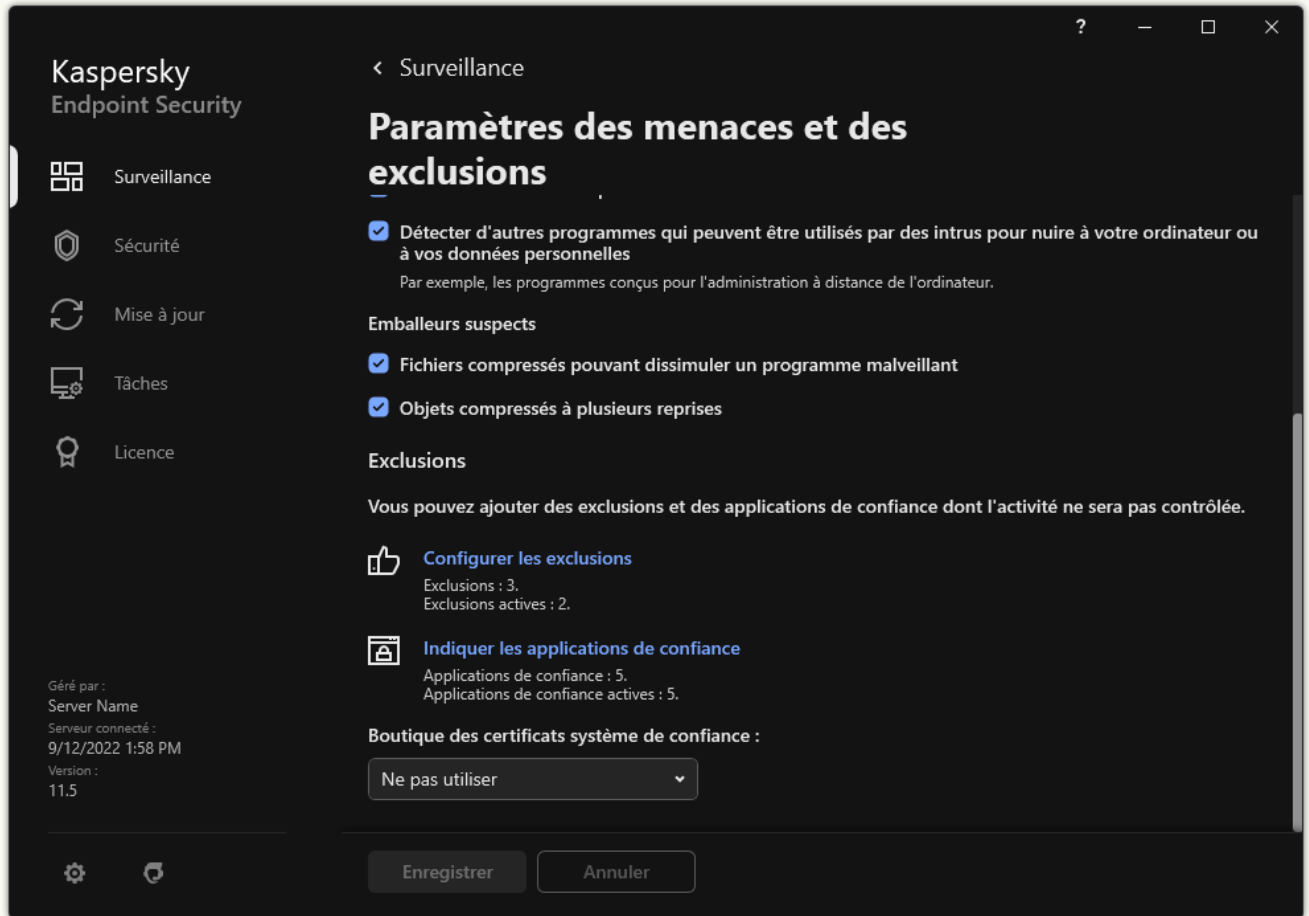 ?
Kaspersky
Endpoint Security
Surveillance
Sécurité
Mise à jour
Tâches
Licence
Géré par :
Server Name
Serveur connecté :
9/12/2022 1:58 PM
Version :
11.5
Surveillance
Paramètres des menaces et des
exclusions
Détecter d'autres programmes qui peuvent être utilisés par des intrus pour nuire à votre ordinateur ou
à vos données personnelles
Par exemple, les programmes conçus pour l'administration à distance de l'ordinateur.
Emballeurs suspects
Fichiers compressés pouvant dissimuler un programme malveillant
Objets compressés à plusieurs reprises
Exclusions
Vous pouvez ajouter des exclusions et des applications de confiance dont l'activité ne sera pas contrôlée.
Configurer les exclusions
Exclusions : 3.
Exclusions actives : 2.
Indiquer les applications de confiance
Applications de confiance : 5.
Applications de confiance actives : 5.
Boutique des certificats système de confiance :
Ne pas utiliser
Enregistrer
Annuler